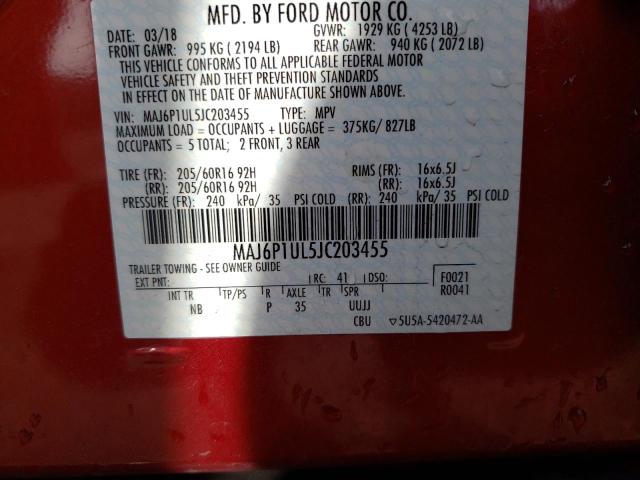 MFD. BY FORD MOTOR CO.
DATE: 03/18 GVWR: 1929 KG ( 4253 LB)
FRONT GAWR: 995 KG ( 2194 LB) REAR GAWR: 940 KG ( 2072 LB)
THIS VEHICLE CONFORMS TO ALL APPLICABLE FEDERAL MOTOR
VEHICLE SAFETY AND THEFT PREVENTION STANDARDS
IN EFFECT ON THE DATE OF MANUFACTURE SHOWN ABOVE
VIN: MAJ6P1UL5JC203455 TYPE: MPV
MAXIMUM LOAD = OCCUPANTS + LUGGAGE = 375KG/ 827LB
OCCUPANTS = 5 TOTAL; 2 FRONT, 3 REAR
TIRE (FR): 205/60R16 92H RIMS (FR): 16x6.5J
(RR): 205/60R16 92H (RR): 16x6.5J
PRESSURE (FR): 240 kPa/ 35 PSI COLD (RR): 240 kPa/ 35 PSI COLD
MAJ6P1UL5JC203455
TRAILER TOWING - SEE OWNER GUIDE
EXT PNT: RC: 41 DSO: F0021
INT TR TP/PS R AXLE TR SPR R0041
NB P 35 UUJJ
CBU ▽5U5A-5420472-AA